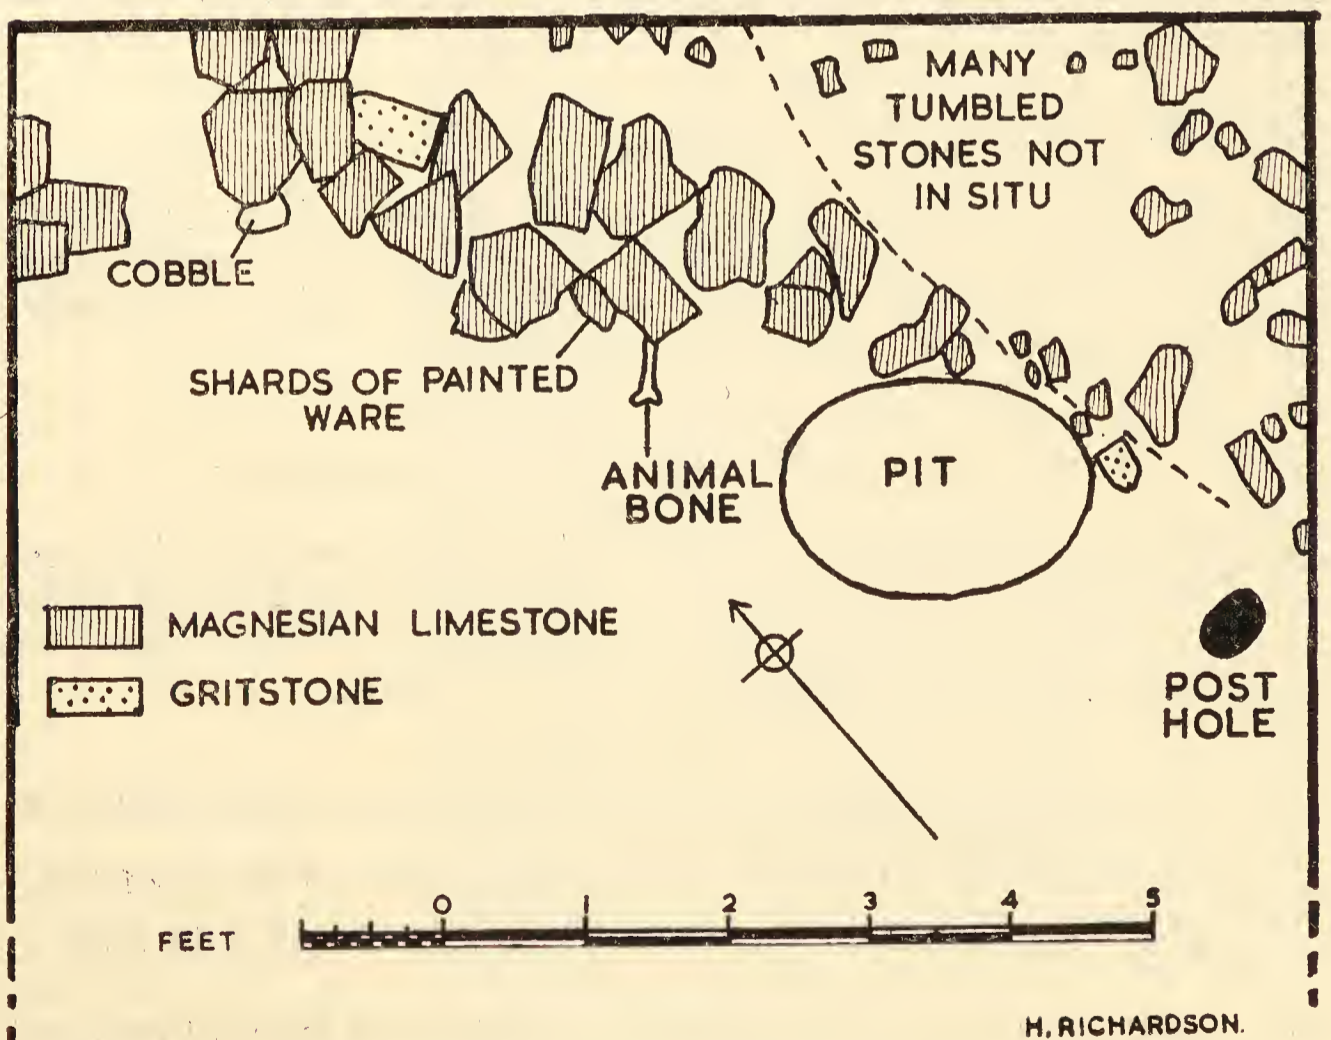 MANY
TUMBLED
STONES NOT
IN SITU
COBBLE
SHARDS OF PAINTED
WARE
ANIMAL
BONE
PIT
MAGNESIAN LIMESTONE
GRITSTONE
POST
HOLE
0 1 2 3 4 5
FEET
H. RICHARDSON.